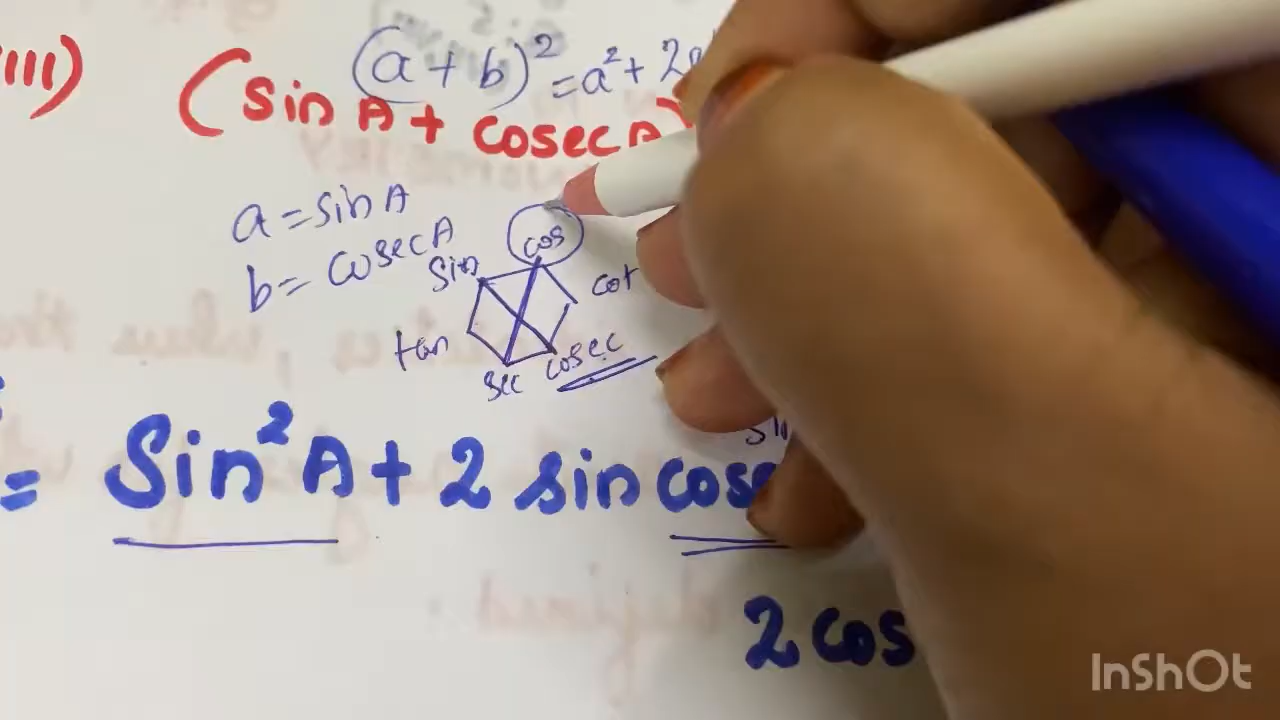 (a + b)² = a² + 2
III) (sin A + cosec A)
a = sin A
b = cosec A
sin cos cot
tan sec cosec
= Sin² A + 2 sin cose
2 cos
InShOt